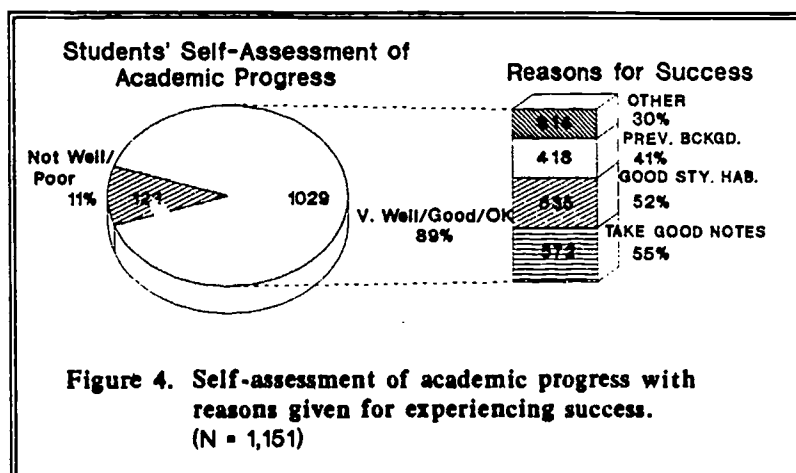 Students' Self-Assessment of
Academic Progress
Reasons for Success
Not Well/
Poor
11%
1029
V. Well/Good/OK
89%
OTHER
30%
418
PREV. BCKGD.
41%
GOOD STY. HAB.
52%
TAKE GOOD NOTES
572
55%
Figure 4. Self-assessment of academic progress with
reasons given for experiencing success.
(N = 1,151)